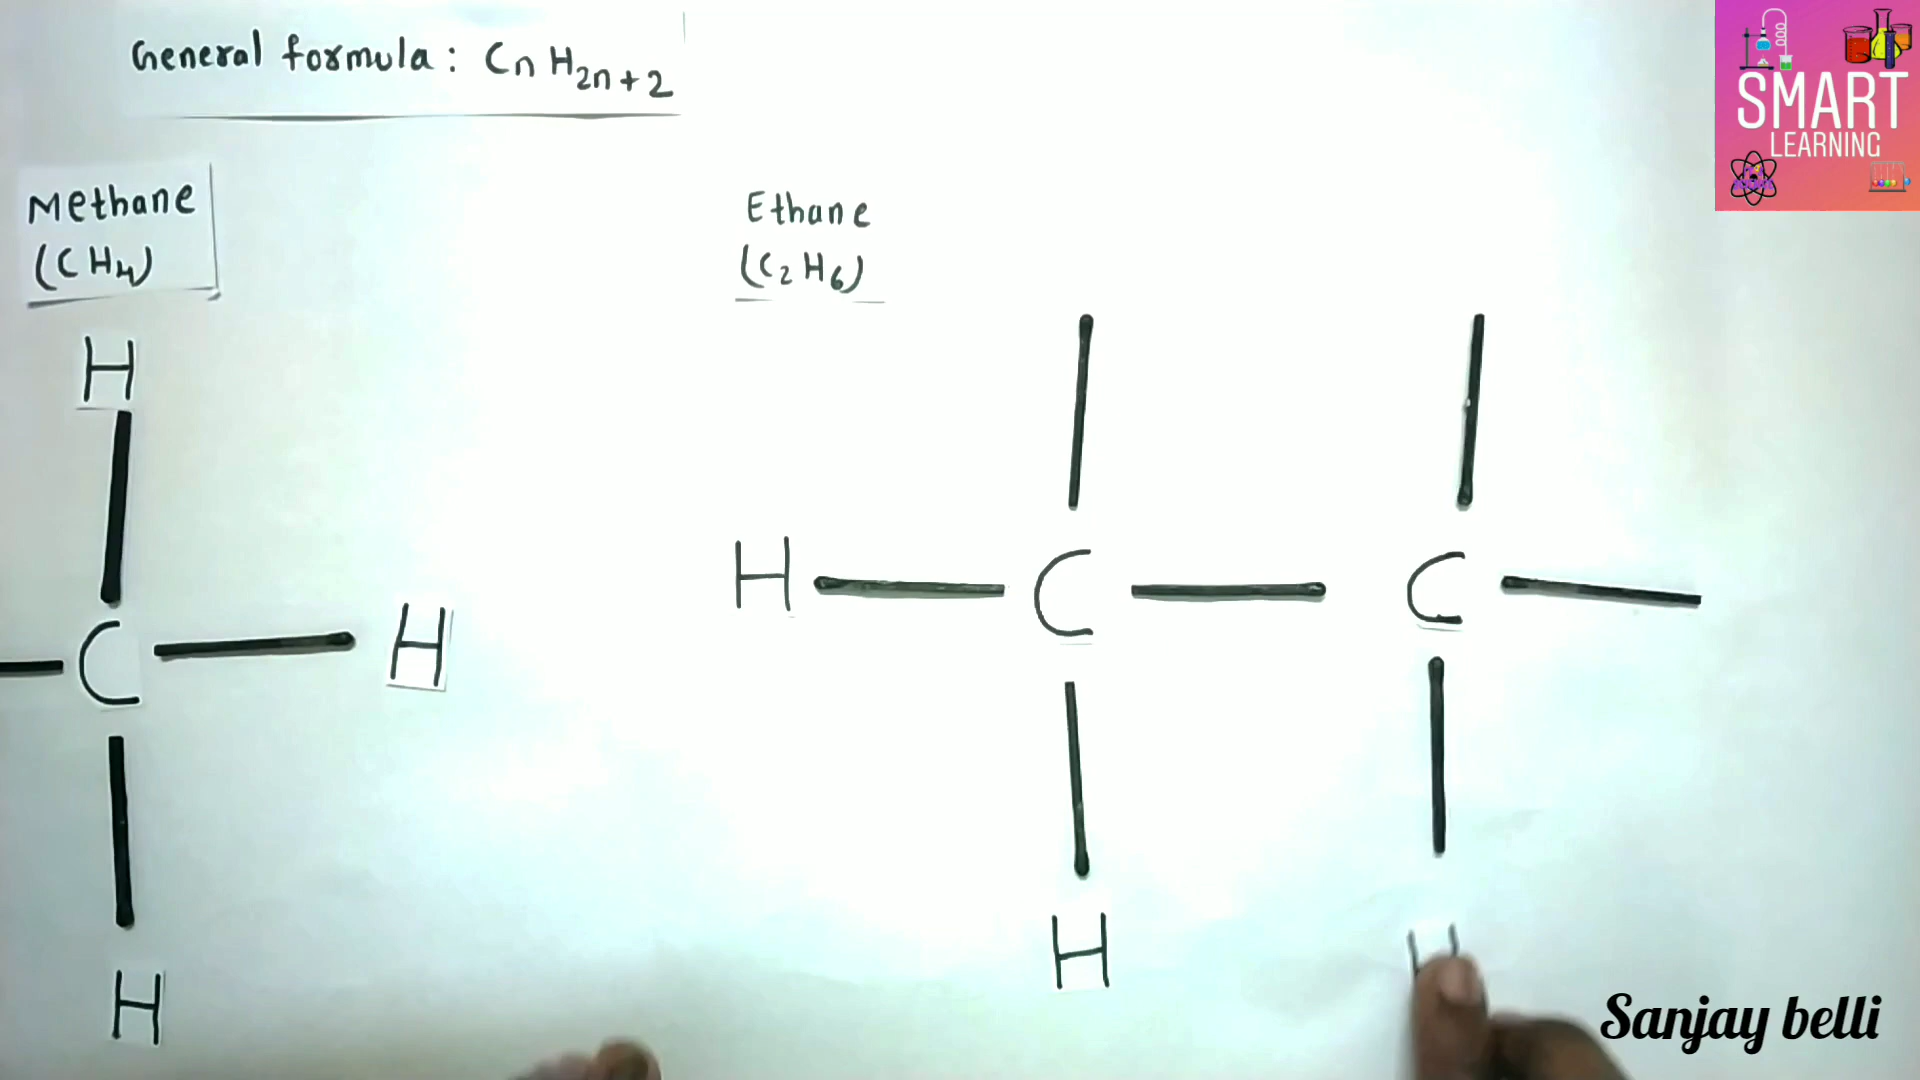 General formula: CnH2n+2
SMART
LEARNING
Methane
(CH4)
Ethane
(C2H6)
H
C H
H
H C C
H H
Sanjay belli